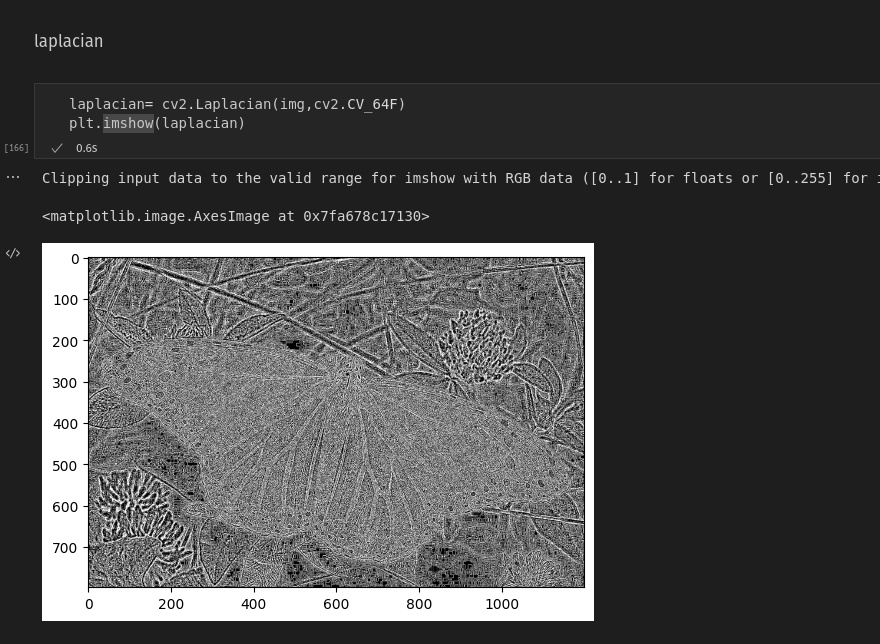 laplacian
laplacian= cv2.Laplacian(img,cv2.CV_64F)
plt.imshow(laplacian)
[166]
0.6s
...
Clipping input data to the valid range for imshow with RGB data ([0..1] for floats or [0..255] for
<matplotlib.image.AxesImage at 0x7fa678c17130>
</>
0
100
200
300
400
500
600
700
0 200 400 600 800 1000